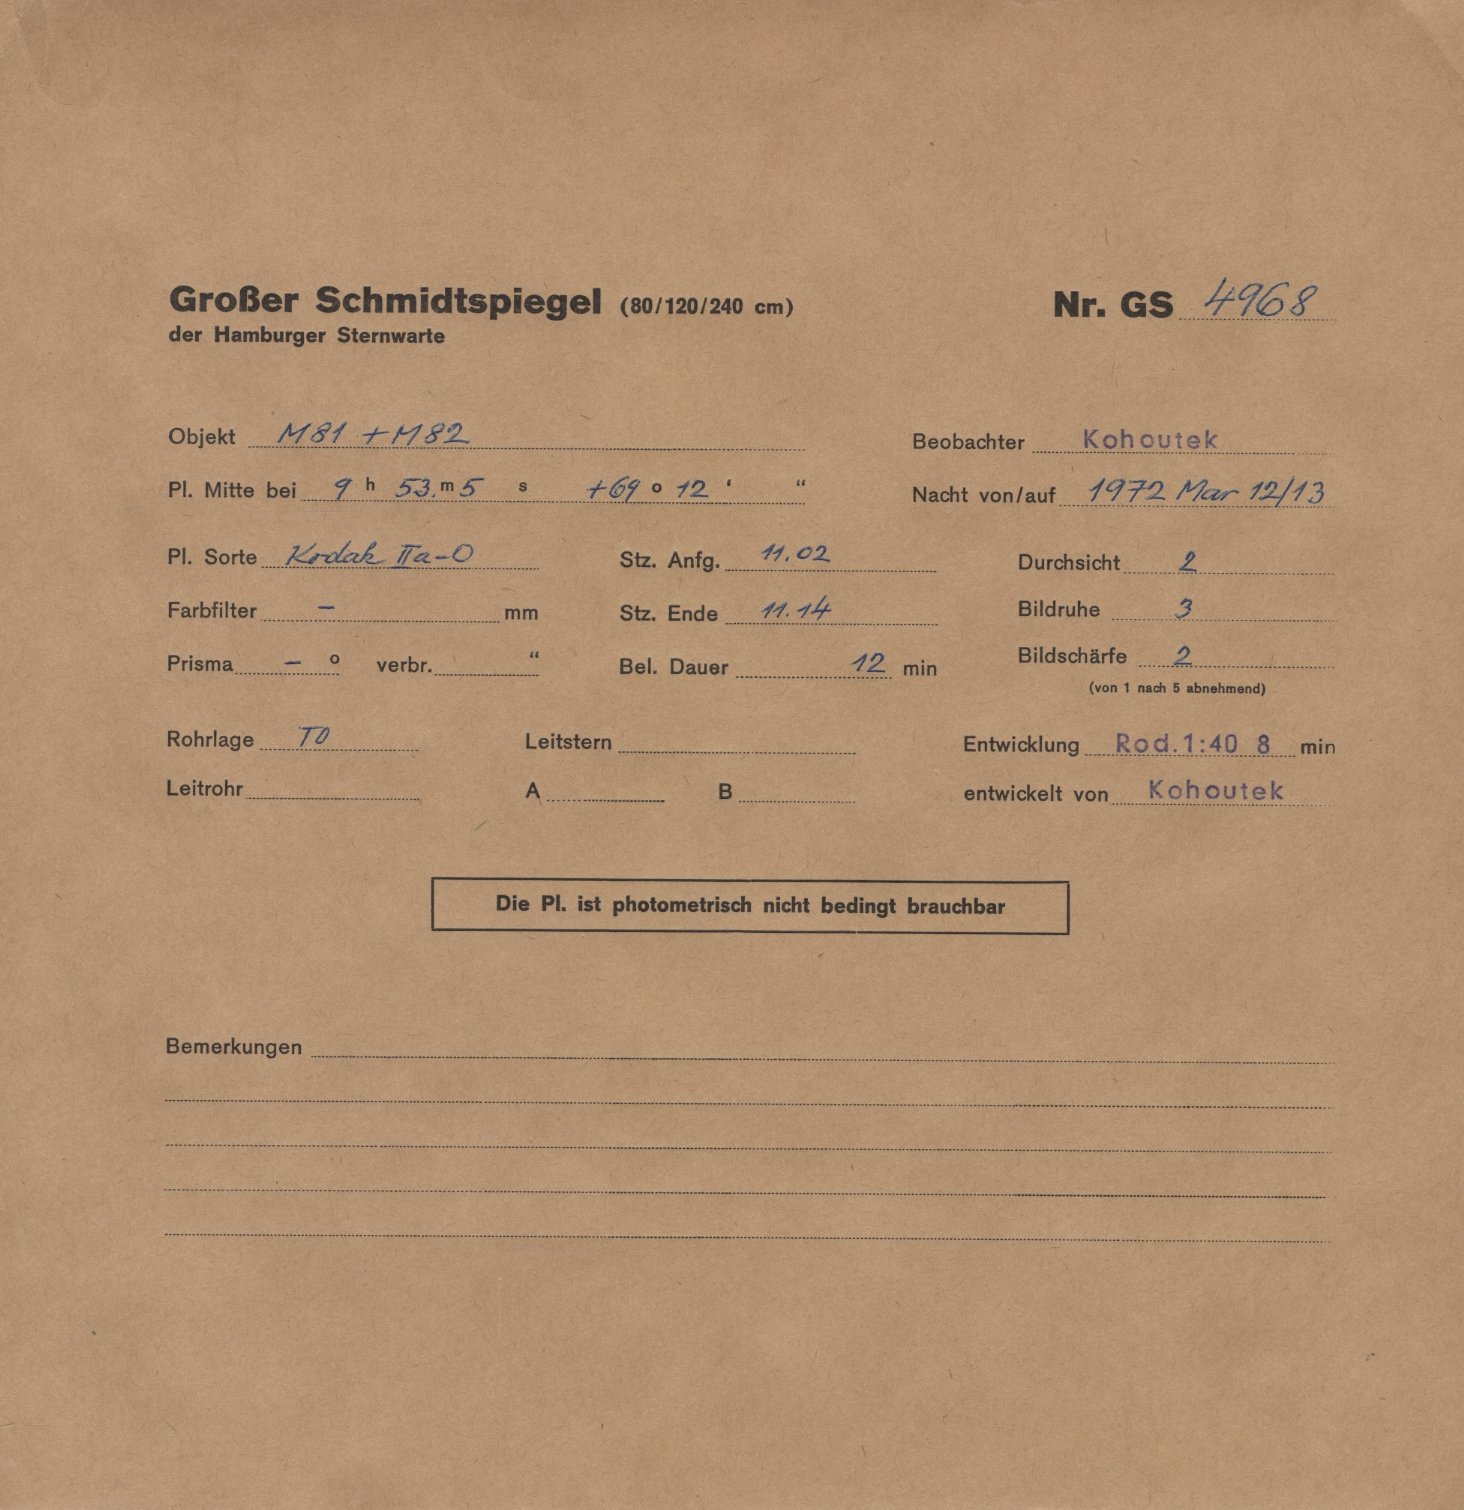 Großer Schmidtspiegel (80/120/240 cm) Nr. GS 4968
der Hamburger Sternwarte
Objekt M81 + M82 Beobachter Kohoutek
Pl. Mitte bei 9 h 53. m 5 s +69 o 12 ' “ Nacht von/auf 1972 Mar 12/13
Pl. Sorte Kodak IIa-O Stz. Anfg. 11.02 Durchsicht 2
Farbfilter – mm Stz. Ende 11.14 Bildruhe 3
Prisma – o verbr. “ Bel. Dauer 12 min Bildschärfe 2
(von 1 nach 5 abnehmend)
Rohrlage TO Leitstern Entwicklung Rod.1:40 8 min
Leitrohr A B entwickelt von Kohoutek
Die Pl. ist photometrisch nicht bedingt brauchbar
Bemerkungen